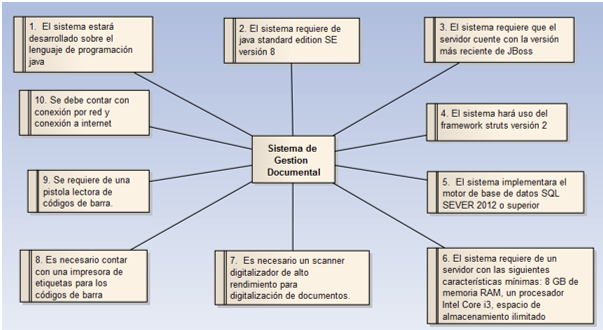 1. El sistema estará
desarrollado sobre el
lenguaje de programación
java
2. El sistema requiere de
java standard edition SE
versión 8
3. El sistema requiere que el
servidor cuente con la versión
más reciente de JBoss
10. Se debe contar con
conexión por red y
conexión a internet
4. El sistema hará uso del
framework struts versión 2
Sistema de
Gestion
Documental
9. Se requiere de una
pistola lectora de
códigos de barra.
5. El sistema implementara el
motor de base de datos SQL
SEVER 2012 o superior
8. Es necesario contar
con una impresora de
etiquetas para los
códigos de barra
7. Es necesario un scanner
digitalizador de alto
rendimiento para
digitalización de documentos.
6. El sistema requiere de un
servidor con las siguientes
características mínimas: 8 GB de
memoria RAM, un procesador
Intel Core i3, espacio de
almacenamiento ilimitado